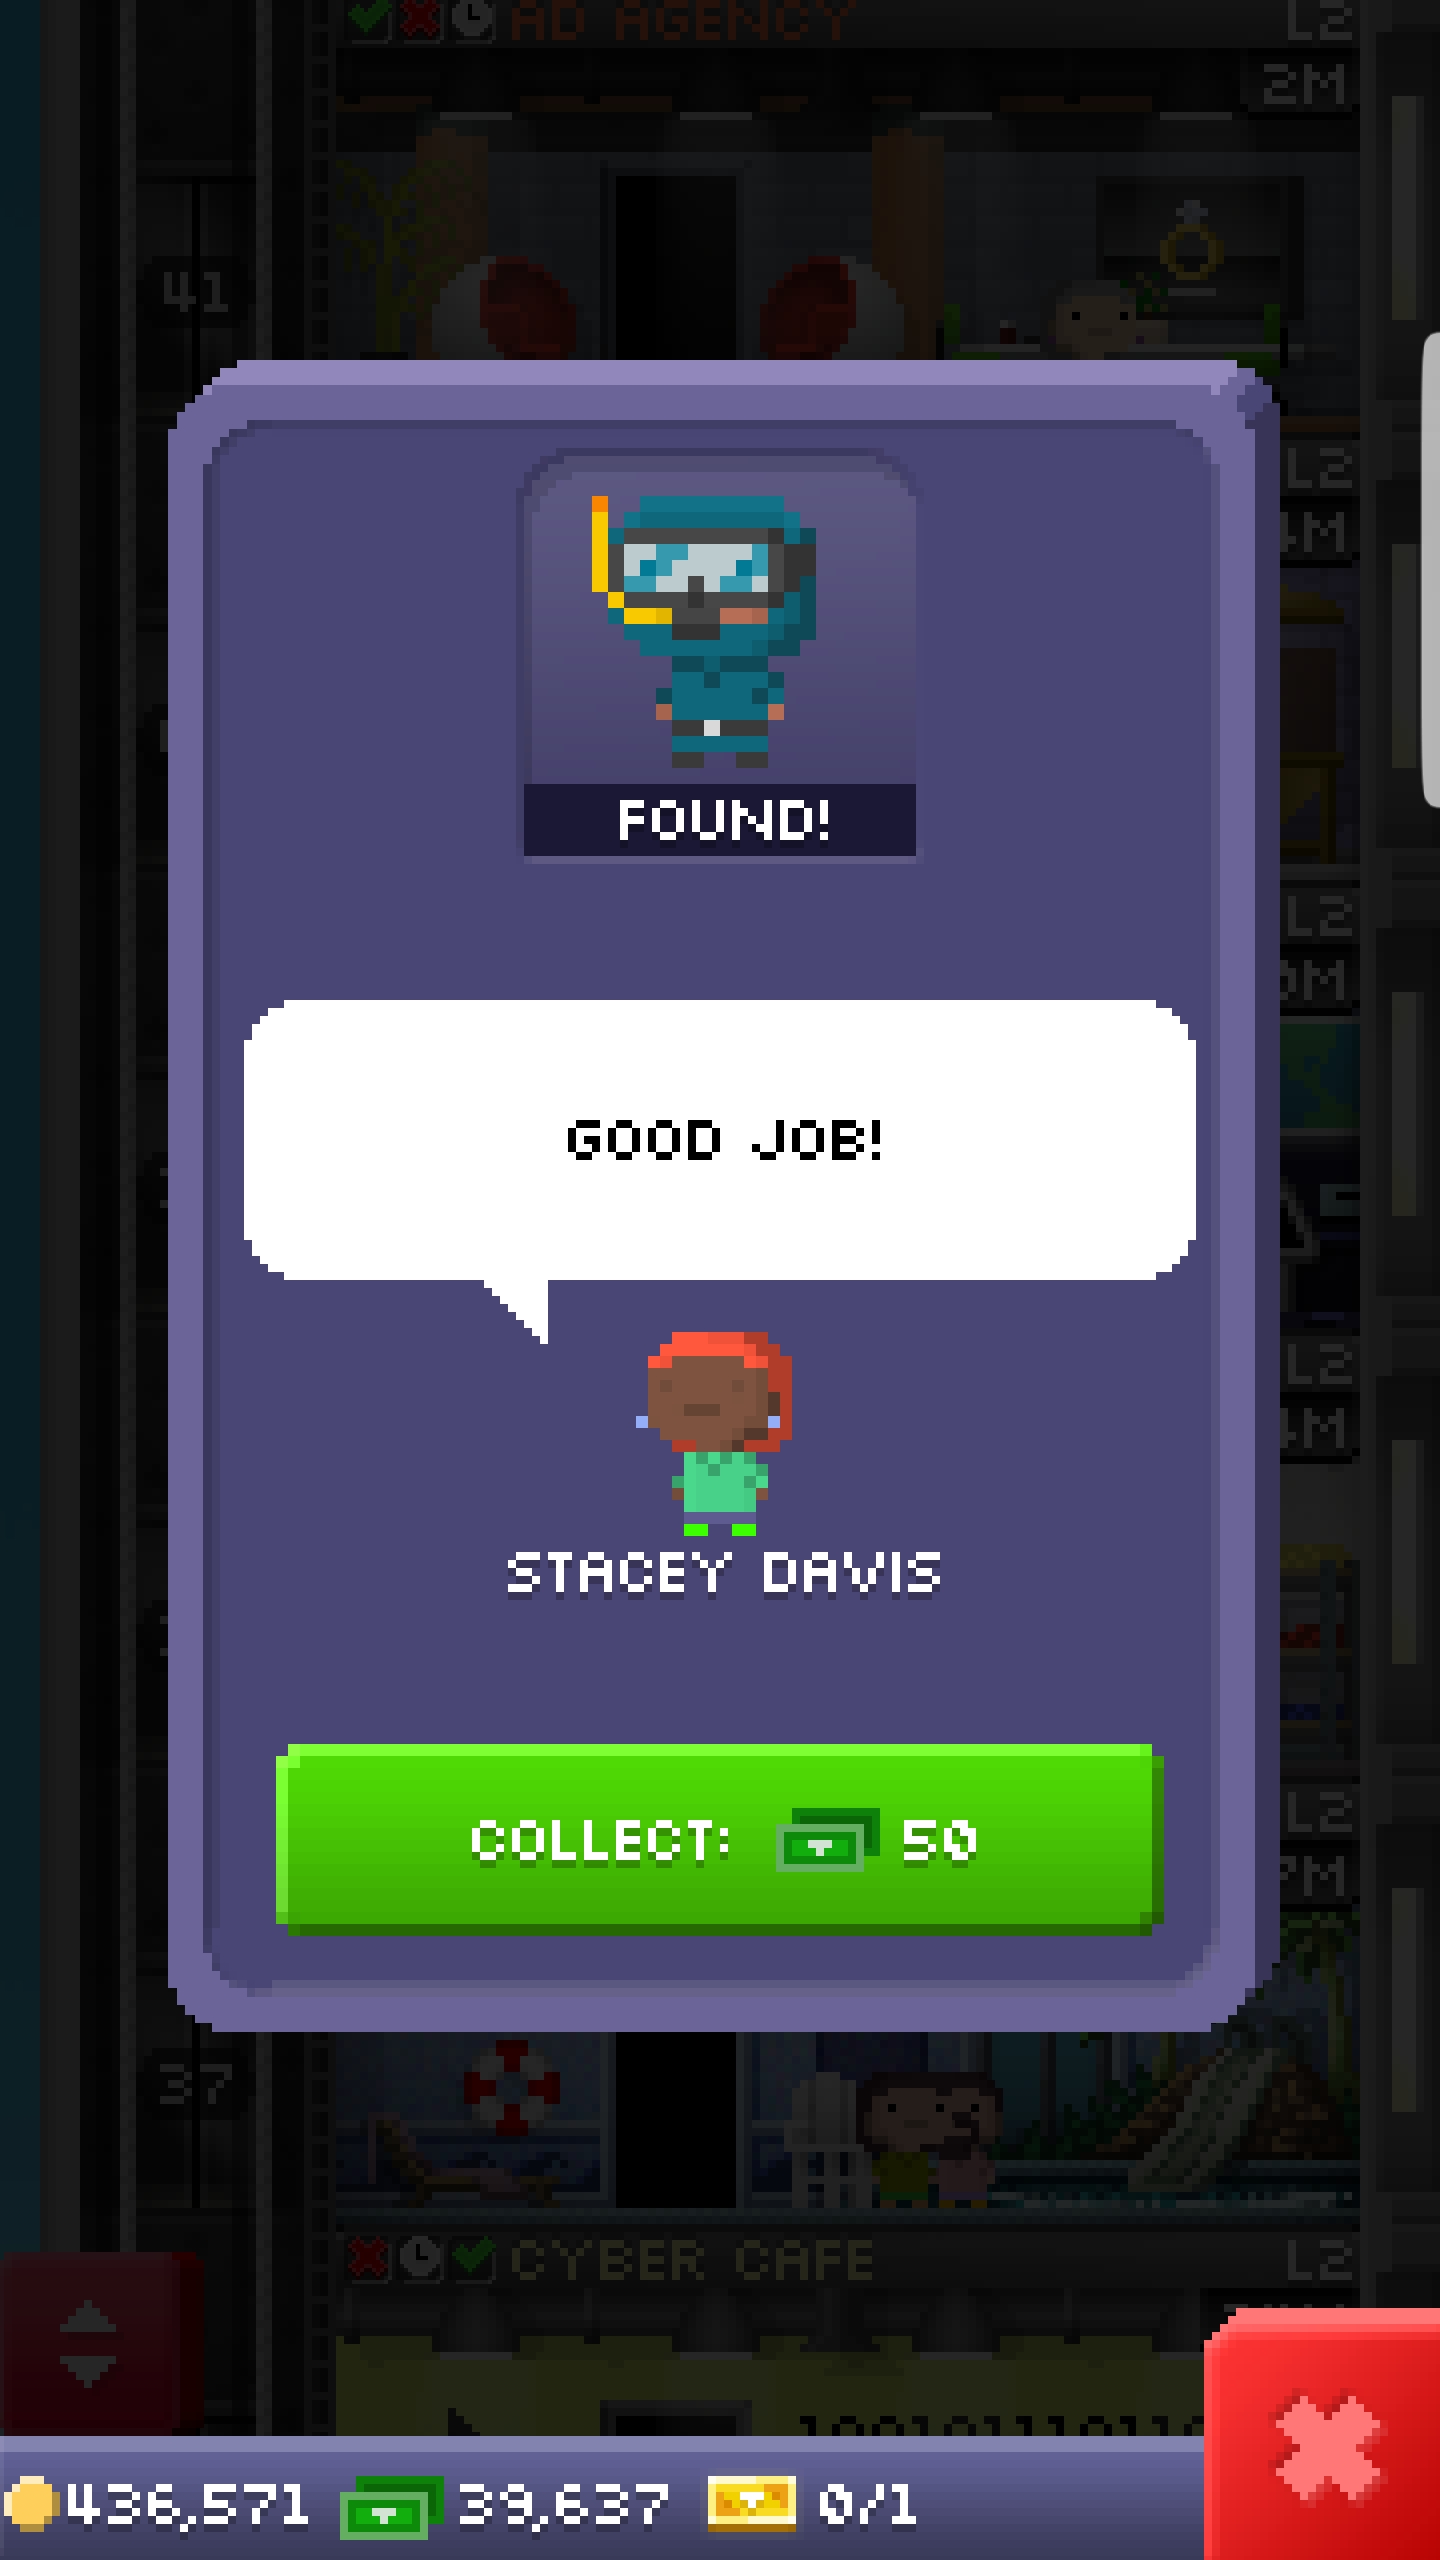 AD AGENCY L2
2M
41
L2
L2
FOUND!
GOOD JOB!
L2
STACEY DAVIS
L2
COLLECT: 50
37
CYBER CAFE L2
436,571 39,637 0/1